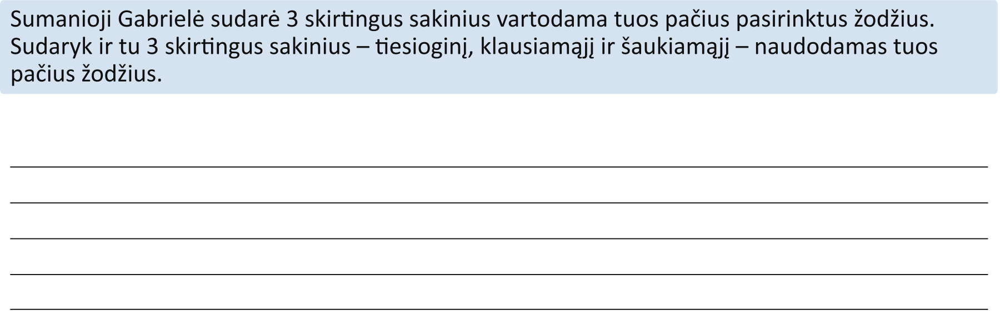 Sumanioji Gabrielė sudarė 3 skirtingus sakinius vartodama tuos pačius pasirinktus žodžius.
Sudaryk ir tu 3 skirtingus sakinius – tiesioginį, klausiamąjį ir šaukiamąjį – naudodamas tuos
pačius žodžius.